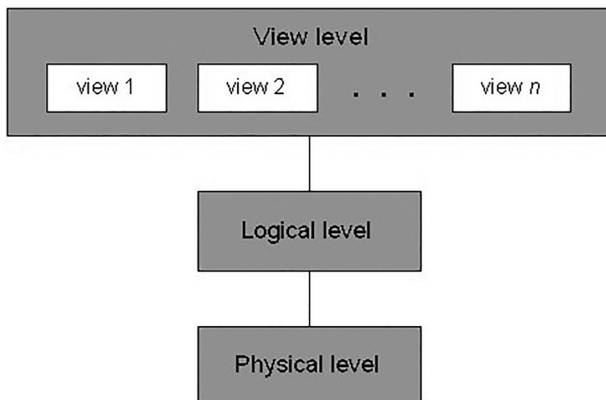 View level
view 1 view 2 . . . view n
Logical level
Physical level